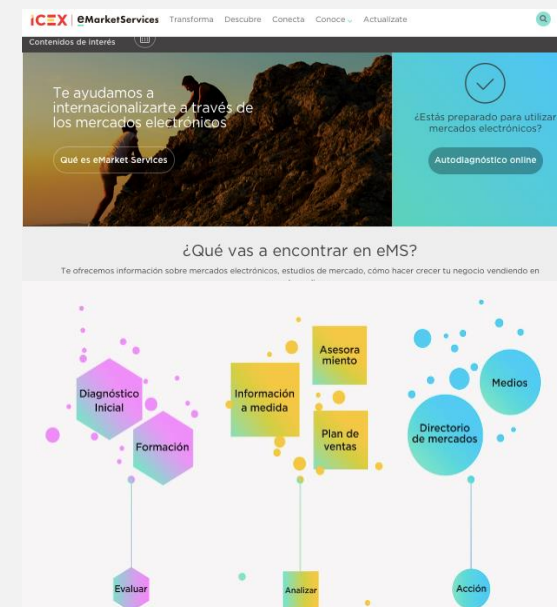 icex | eMarketServices Transforma Descubre Conecta Conoce Actualízate
Contenidos de interés
Te ayudamos a
internacionalizarte a través de
los mercados electrónicos
Qué es eMarket Services
¿Estás preparado para utilizar
mercados electrónicos?
Autodiagnóstico online
¿Qué vas a encontrar en eMS?
Te ofrecemos información sobre mercados electrónicos, estudios de mercado, cómo hacer crecer tu negocio vendiendo en
Diagnóstico
Inicial
Formación
Información
a medida
Asesora
miento
Plan de
ventas
Directorio
de mercados
Medios
Evaluar
Analizar
Acción